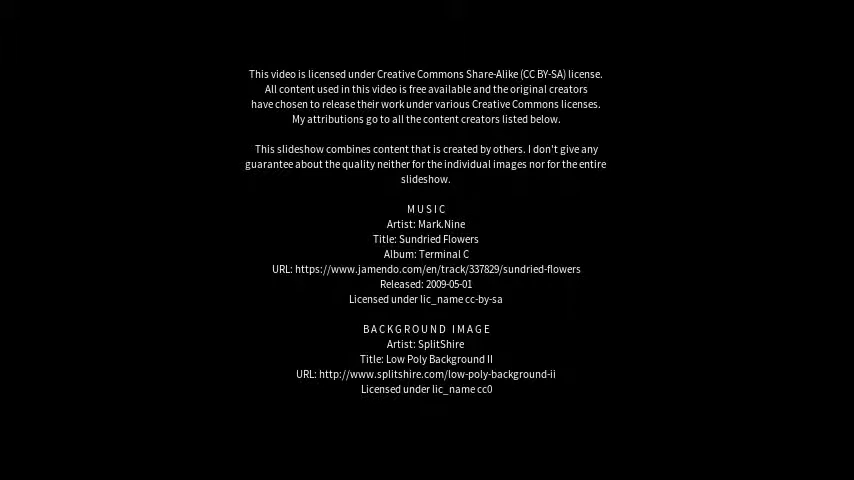 This video is licensed under Creative Commons Share-Alike (CC BY-SA) license.
All content used in this video is free available and the original creators
have chosen to release their work under various Creative Commons licenses.
My attributions go to all the content creators listed below.
This slideshow combines content that is created by others. I don't give any
guarantee about the quality neither for the individual images nor for the entire
slideshow.
MUSIC
Artist: Mark.Nine
Title: Sundried Flowers
Album: Terminal C
URL: https://www.jamendo.com/en/track/337829/sundried-flowers
Released: 2009-05-01
Licensed under lic_name cc-by-sa
BACKGROUND IMAGE
Artist: SplitShire
Title: Low Poly Background II
URL: http://www.splitshire.com/low-poly-background-ii
Licensed under lic_name cc0